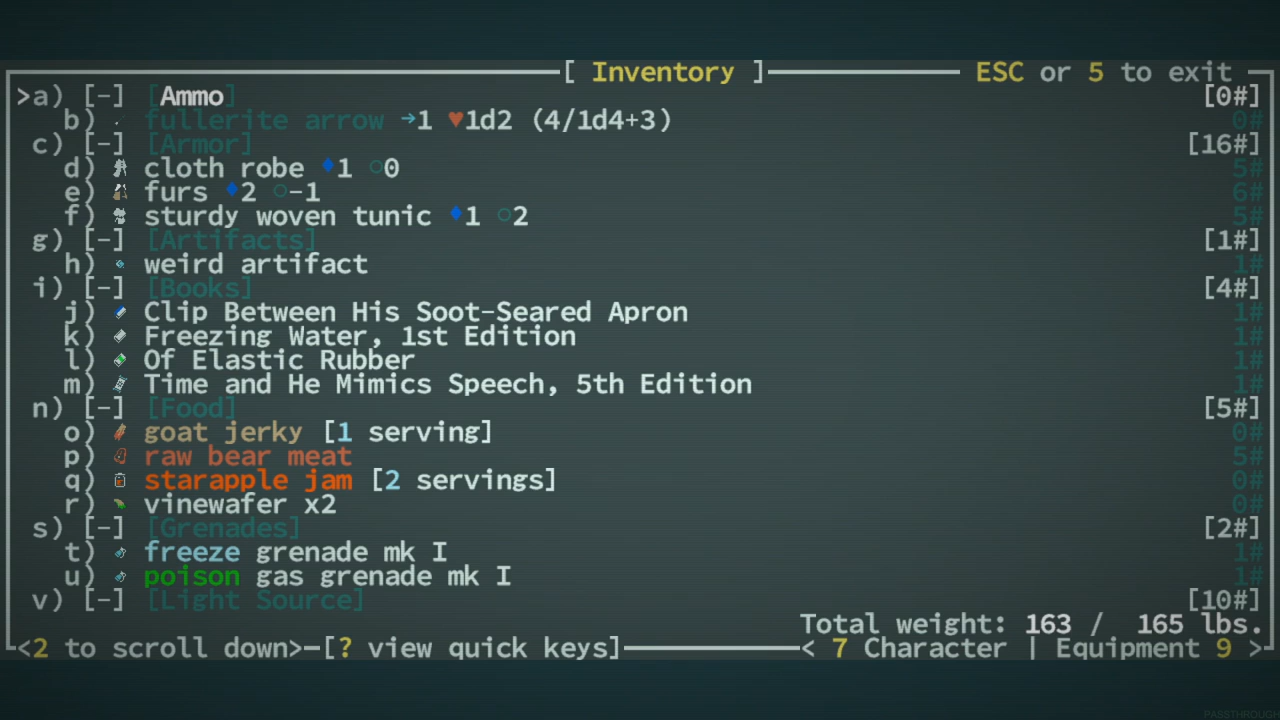 [ Inventory ] ESC or 5 to exit
>a) [-] [Ammo] [0#]
b) fullerite arrow →1 ♥1d2 (4/1d4+3) 0#
c) [-] [Armor] [16#]
d) cloth robe ♦1 ○0 5#
e) furs ♦2 ○-1 6#
f) sturdy woven tunic ♦1 ○2 5#
g) [-] [Artifacts] [1#]
h) weird artifact 1#
i) [-] [Books] [4#]
j) Clip Between His Soot-Seared Apron 1#
k) Freezing Water, 1st Edition 1#
l) Of Elastic Rubber 1#
m) Time and He Mimics Speech, 5th Edition 1#
n) [-] [Food] [5#]
o) goat jerky [1 serving] 0#
p) raw bear meat 5#
q) starapple jam [2 servings] 0#
r) vinewafer x2 0#
s) [-] [Grenades] [2#]
t) freeze grenade mk I 1#
u) poison gas grenade mk I 1#
v) [-] [Light Source] [10#]
Total weight: 163 / 165 lbs.
<2 to scroll down> [? view quick keys] < 7 Character | Equipment 9 >